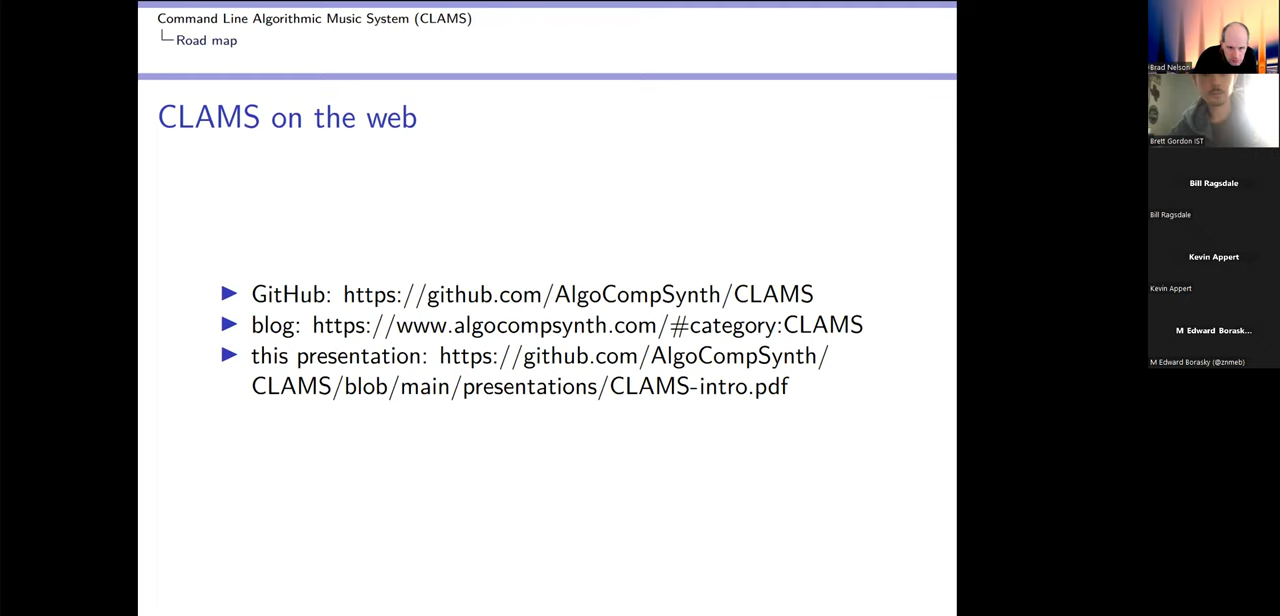 Command Line Algorithmic Music System (CLAMS)
Road map
CLAMS on the web
GitHub: https://github.com/AlgoCompSynth/CLAMS
blog: https://www.algocompsynth.com/#category:CLAMS
this presentation: https://github.com/AlgoCompSynth/
CLAMS/blob/main/presentations/CLAMS-intro.pdf
Brad Nelson
Brett Gordon IST
Bill Ragsdale
Bill Ragsdale
Kevin Appert
Kevin Appert
M Edward Borask...
M Edward Borasky (@znmeb)